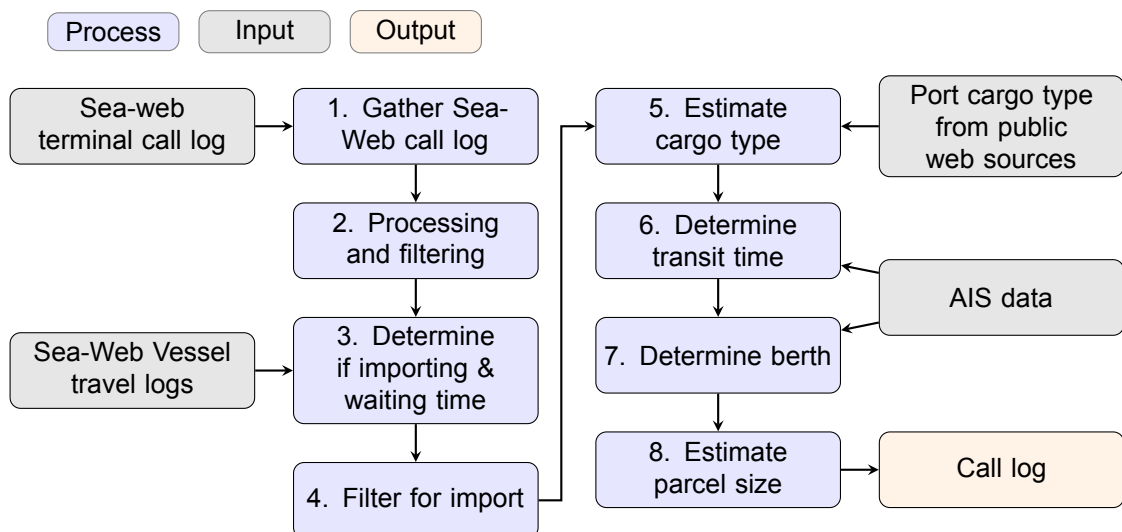 Process
Input
Output
Sea-web
terminal call log
1. Gather Sea-
Web call log
2. Processing
and filtering
Sea-Web Vessel
travel logs
3. Determine
if importing &
waiting time
4. Filter for import
5. Estimate
cargo type
Port cargo type
from public
web sources
6. Determine
transit time
AIS data
7. Determine berth
8. Estimate
parcel size
Call log